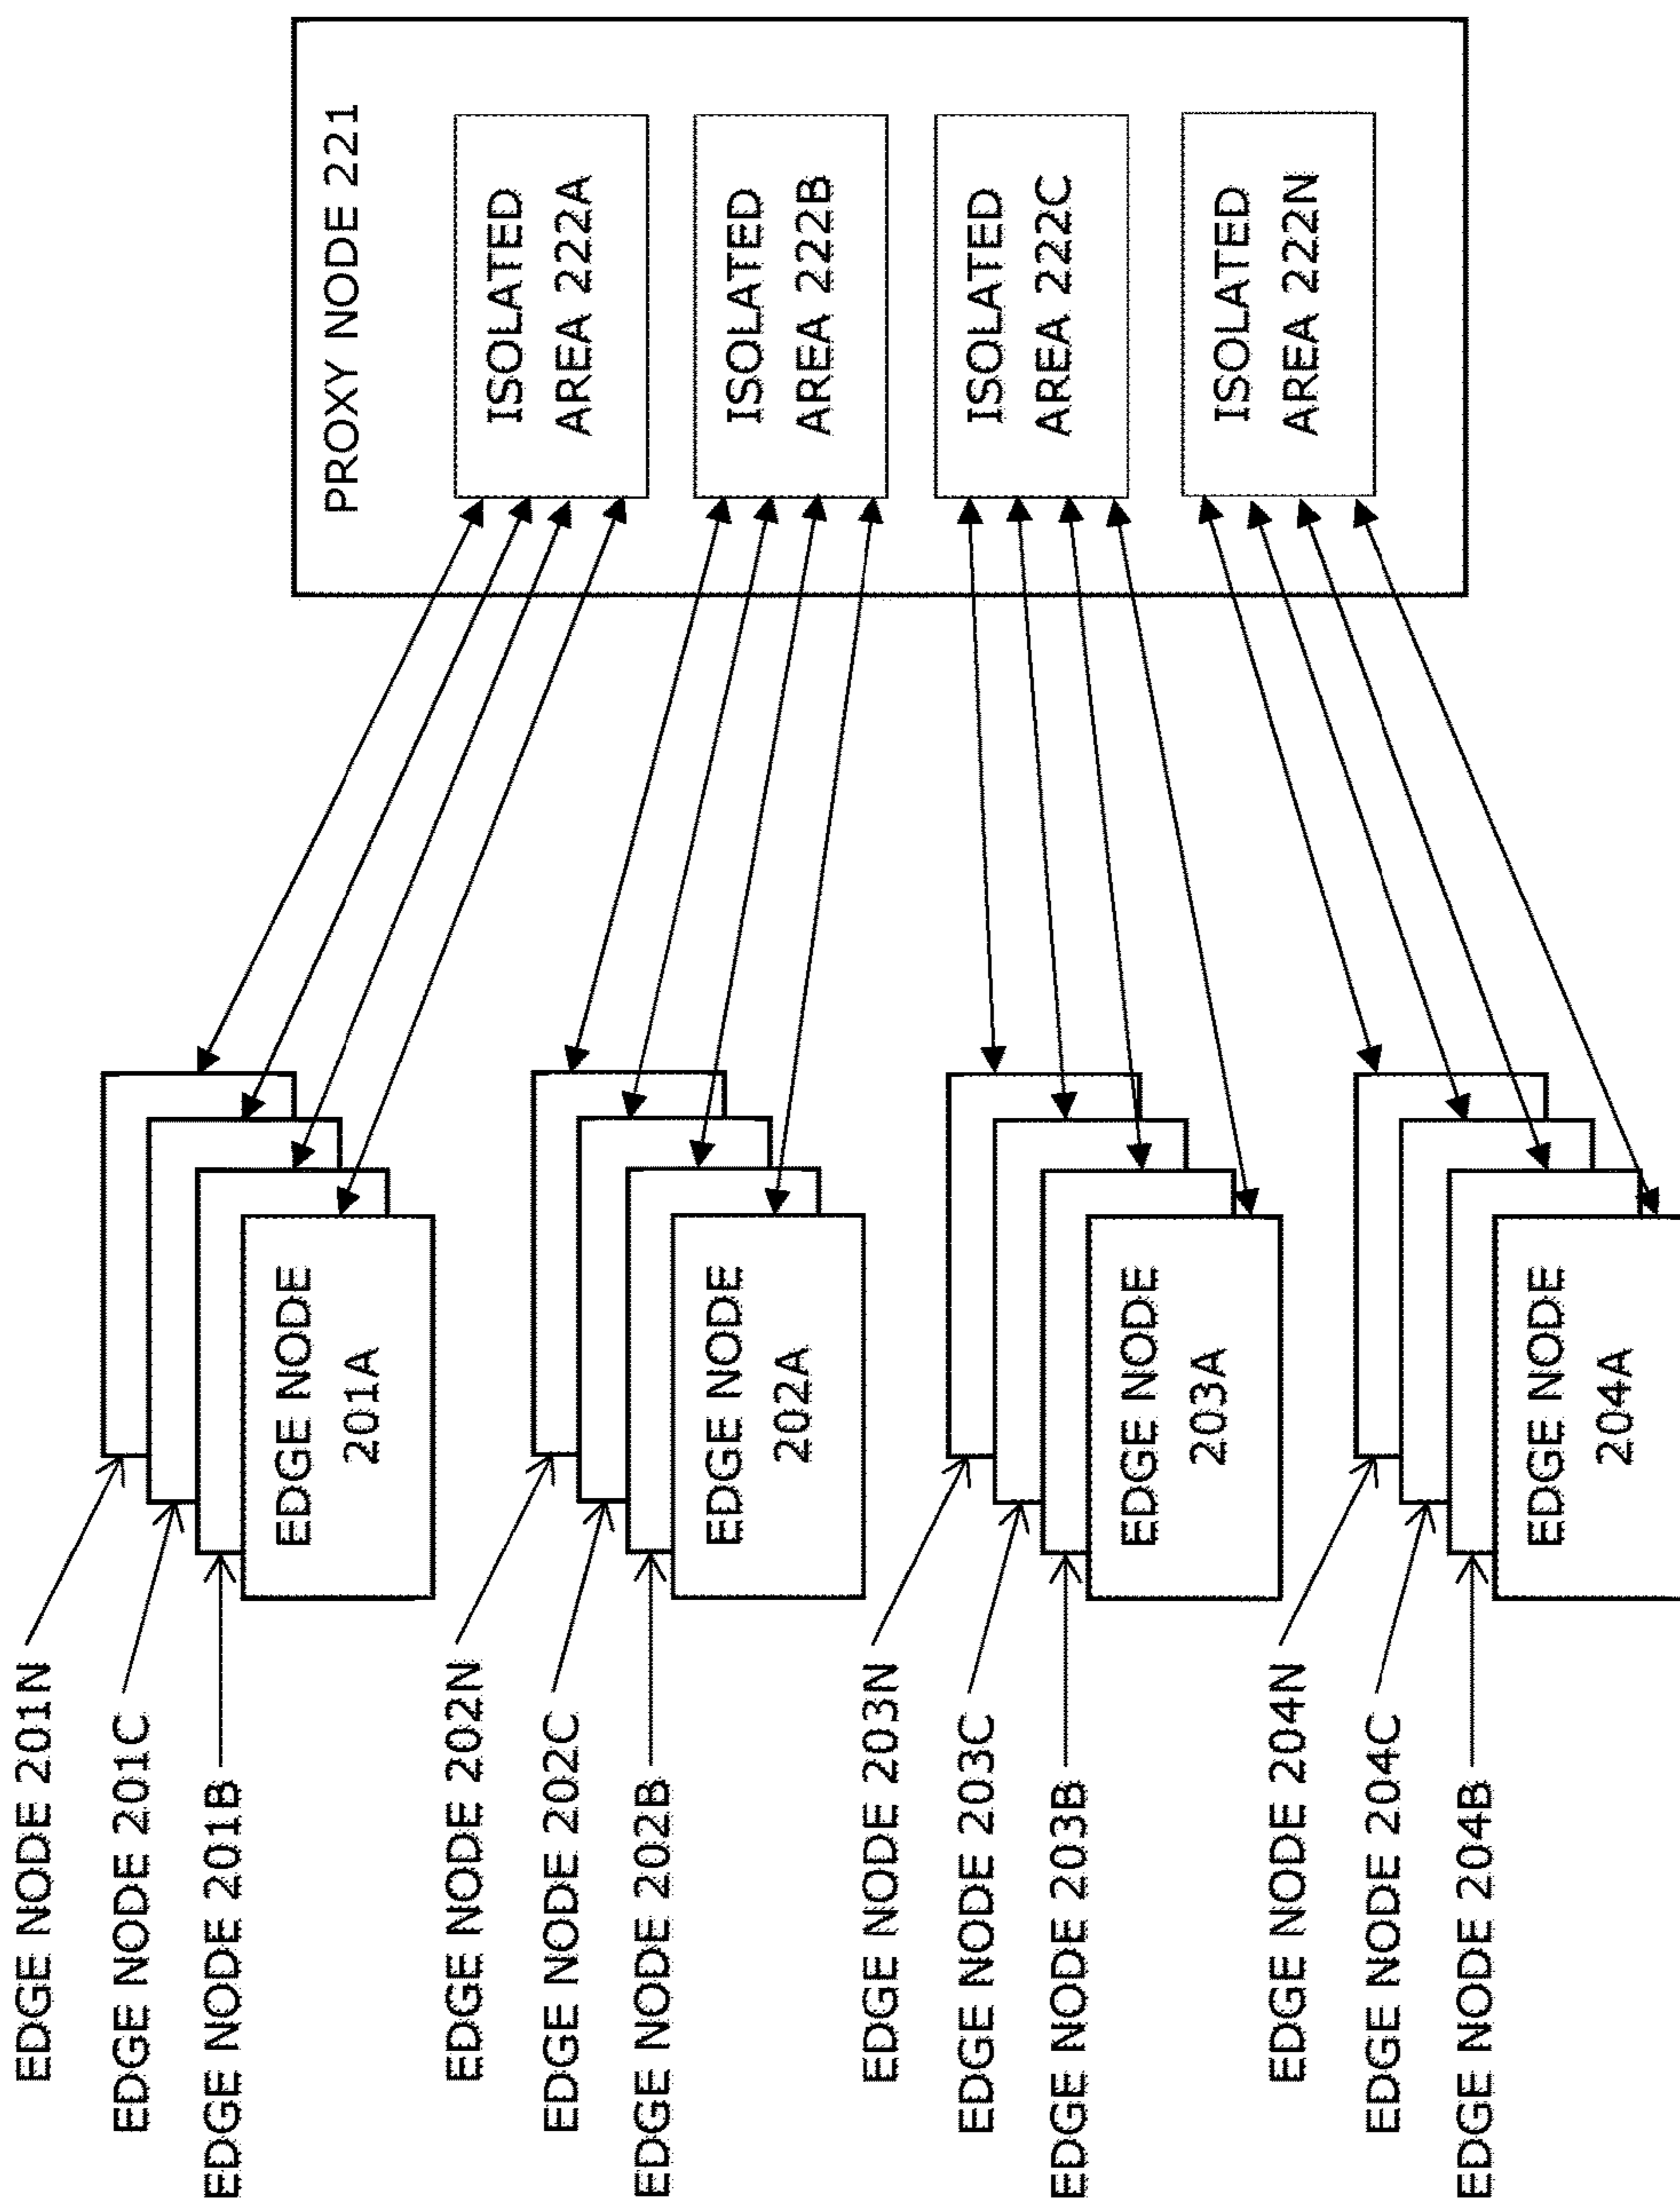 PROXY NODE 221
ISOLATED
AREA 222A
ISOLATED
AREA 222B
ISOLATED
AREA 222C
ISOLATED
AREA 222N
EDGE NODE 201N
EDGE NODE 201C
EDGE NODE 201B
EDGE NODE
201A
EDGE NODE 202N
EDGE NODE 202C
EDGE NODE 202B
EDGE NODE
202A
EDGE NODE 203N
EDGE NODE 203C
EDGE NODE 203B
EDGE NODE
203A
EDGE NODE 204N
EDGE NODE 204C
EDGE NODE 204B
EDGE NODE
204A